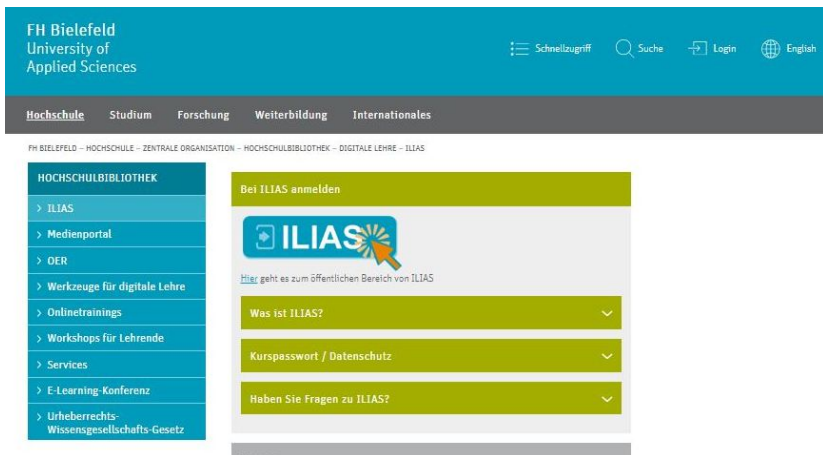 FH Bielefeld
University of
Applied Sciences
Schnellzugriff
Suche
Login
English
Hochschule Studium Forschung Weiterbildung Internationales
FH BIELEFELD – HOCHSCHULE – ZENTRALE ORGANISATION – HOCHSCHULBIBLIOTHEK – DIGITALE LEHRE – ILIAS
HOCHSCHULBIBLIOTHEK
> ILIAS
> Medienportal
> OER
> Werkzeuge für digitale Lehre
> Onlinetrainings
> Workshops für Lehrende
> Services
> E-Learning-Konferenz
> Urheberrechts-
Wissensgesellschafts-Gesetz
Bei ILIAS anmelden
ILIAS
Hier geht es zum öffentlichen Bereich von ILIAS
Was ist ILIAS?
Kurspasswort / Datenschutz
Haben Sie Fragen zu ILIAS?